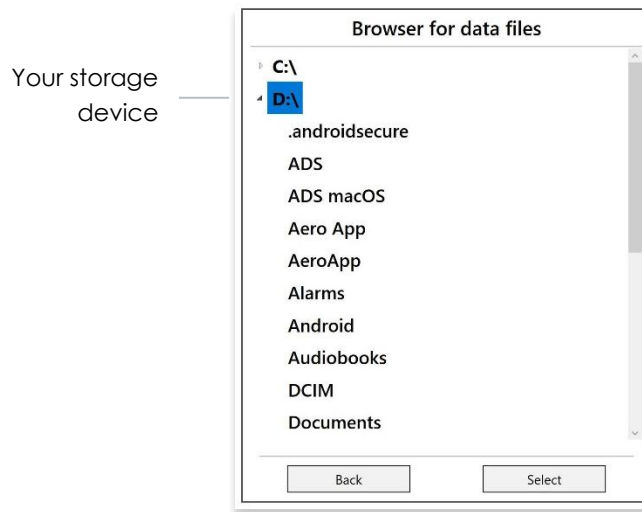 Browser for data files
Your storage
device
C:\
D:\
.androidsecure
ADS
ADS macOS
Aero App
AeroApp
Alarms
Android
Audiobooks
DCIM
Documents
Back
Select